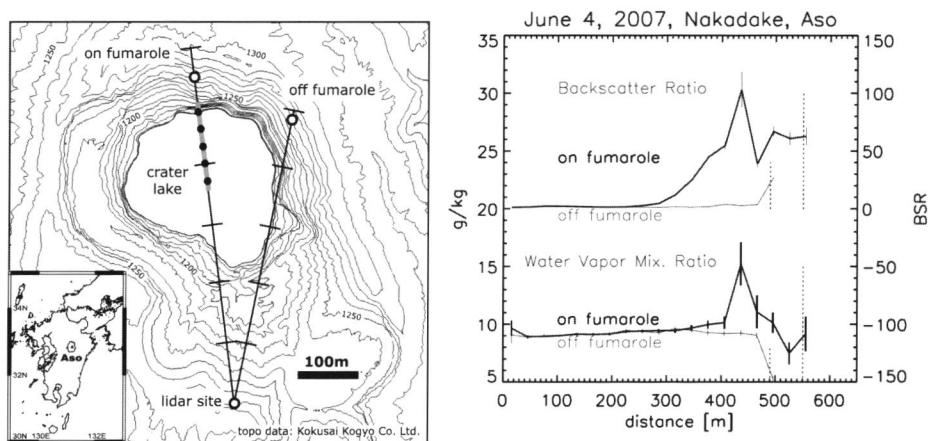 on fumarole
off fumarole
1300
1250
1250
1200
1250
crater
lake
1250
1200
1250
100m
lidar site
topo data: Kokusai Kogyo Co. Ltd.
34N
Aso
32N
30N 130E 132E
June 4, 2007, Nakadake, Aso
Backscatter Ratio
on fumarole
off fumarole
Water Vapor Mix. Ratio
on fumarole
off fumarole
35
30
25
20
15
10
5
g/kg
150
100
50
0
−50
−100
−150
BSR
0 100 200 300 400 500 600
distance [m]